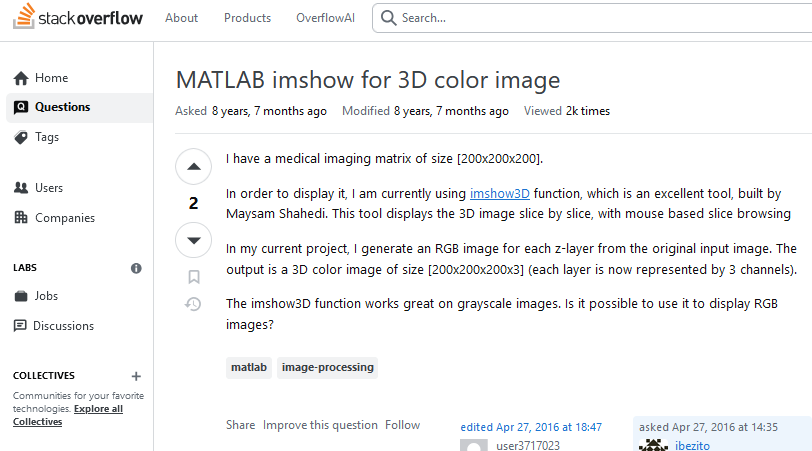 stackoverflow
About
Products
OverflowAI
Search...
Home
Questions
Tags
Users
Companies
LABS
Jobs
Discussions
COLLECTIVES
Communities for your favorite
technologies. Explore all
Collectives
MATLAB imshow for 3D color image
Asked 8 years, 7 months ago Modified 8 years, 7 months ago Viewed 2k times
2
I have a medical imaging matrix of size [200x200x200].
In order to display it, I am currently using imshow3D function, which is an excellent tool, built by
Maysam Shahedi. This tool displays the 3D image slice by slice, with mouse based slice browsing
In my current project, I generate an RGB image for each z-layer from the original input image. The
output is a 3D color image of size [200x200x200x3] (each layer is now represented by 3 channels).
The imshow3D function works great on grayscale images. Is it possible to use it to display RGB
images?
matlab image-processing
Share Improve this question Follow
edited Apr 27, 2016 at 18:47
user3717023
asked Apr 27, 2016 at 14:35
ibezito